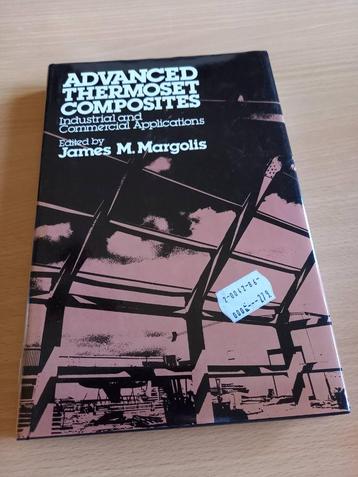 ADVANCED
THERMOSET
COMPOSITES
Industrial and
Commercial Applications
Edited by
James M. Margolis